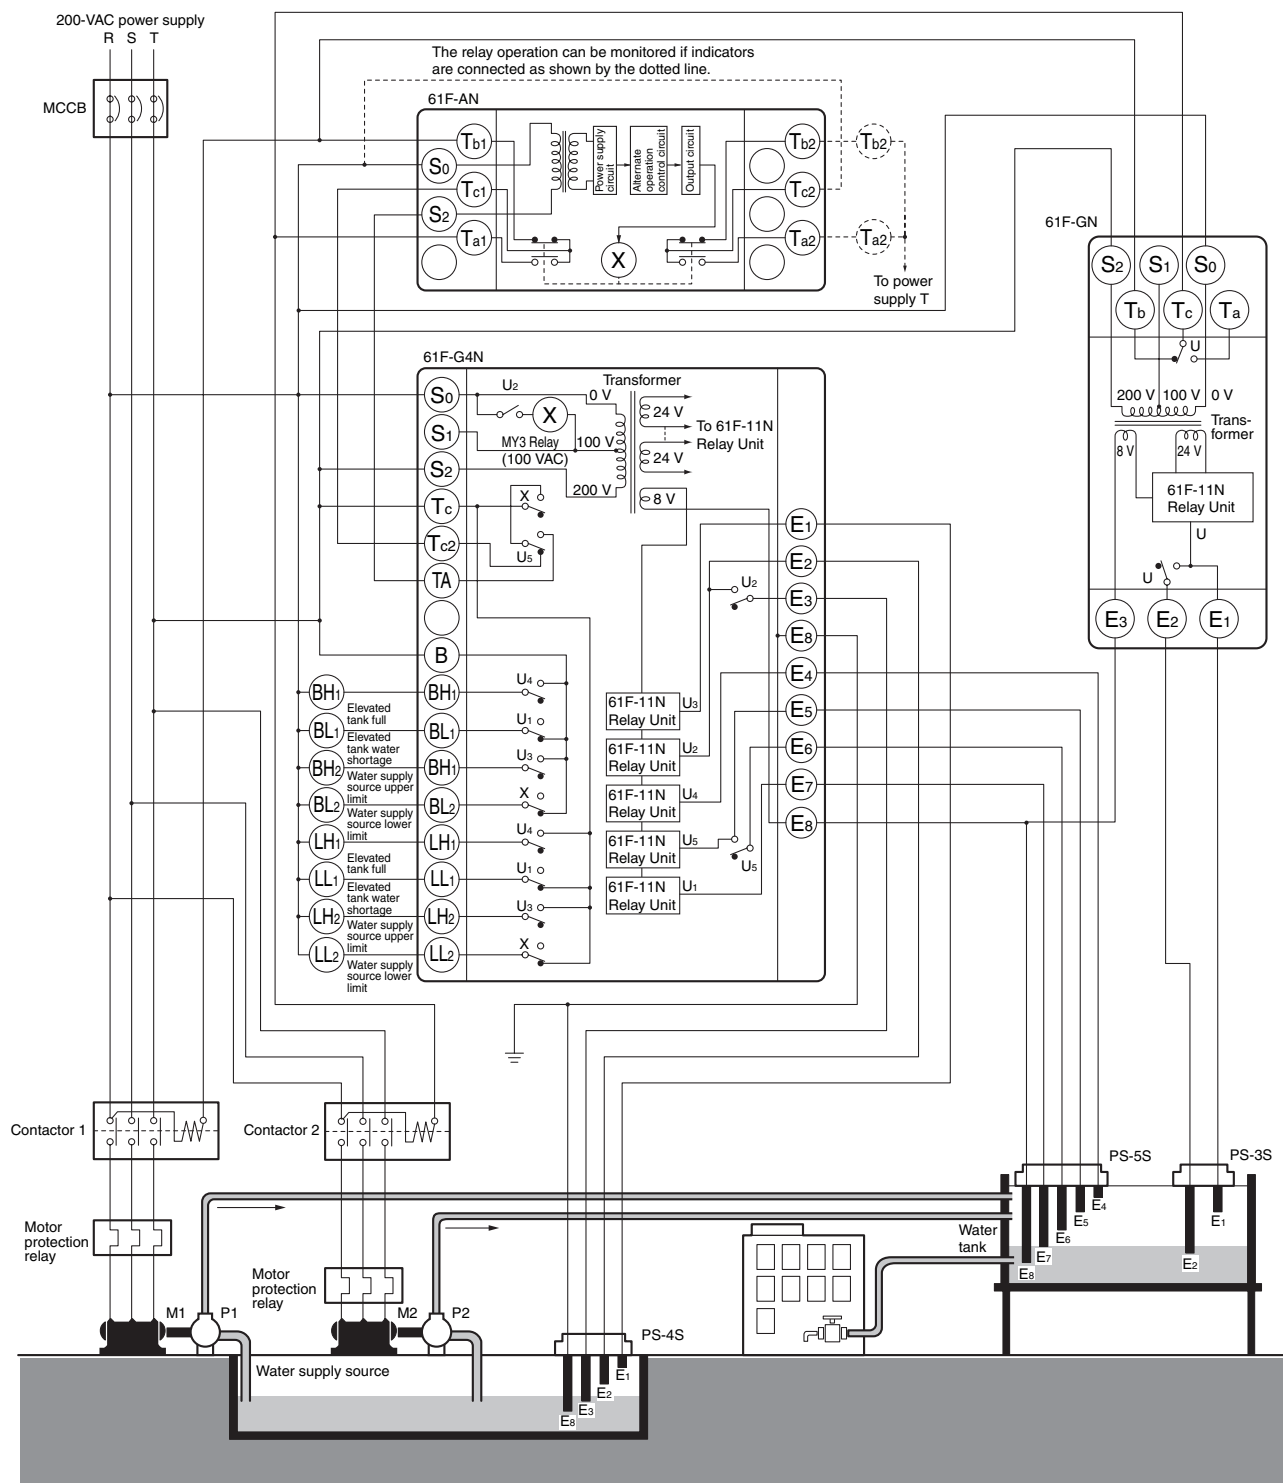 200-VAC power supply
R S T
MCCB
The relay operation can be monitored if indicators
are connected as shown by the dotted line.
61F-AN
Tb1
S0
Tc1
S2
Ta1
Power supply
circuit
Alternate
operation
control circuit
Output circuit
X
Tb2
Tc2
Ta2
Tb2
Ta2
To power
supply T
61F-GN
S2 S1 S0
Tb Tc Ta
U
200 V 100 V 0 V
Trans-
former
8 V 24 V
61F-11N
Relay Unit
U
U
E3 E2 E1
61F-G4N
S0
S1
S2
Tc
Tc2
TA
B
BH1
BL1
BH1
BL2
LH1
LL1
LH2
LL2
U2
X
MY3 Relay
(100 VAC)
Transformer
0 V
100 V
200 V
24 V
24 V
8 V
To 61F-11N
Relay Unit
X
U5
U4
U1
U3
X
U4
U1
U3
X
61F-11N
Relay Unit
U3
61F-11N
Relay Unit
U2
61F-11N
Relay Unit
U4
61F-11N
Relay Unit
U5
61F-11N
Relay Unit
U1
U2
U5
E1
E2
E3
E8
E4
E5
E6
E7
E8
BH1
Elevated
tank full
BL1
Elevated
tank water
shortage
BH2
Water supply
source upper
limit
BL2
Water supply
source lower
limit
LH1
Elevated
tank full
LL1
Elevated
tank water
shortage
LH2
Water supply
source upper
limit
LL2
Water supply
source lower
limit
Contactor 1
Contactor 2
Motor
protection
relay
Motor
protection
relay
M1 P1
M2 P2
Water supply source
PS-4S
E1
E2
E3
E8
Water
tank
PS-5S
E4
E5
E6
E7
E8
PS-3S
E1
E2